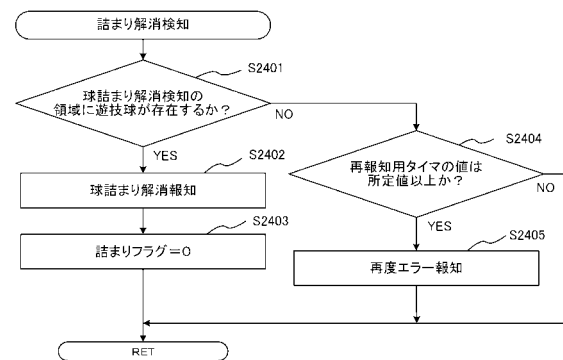 詰まり解消検知
S2401
球詰まり解消検知の
領域に遊技球が存在するか?
NO
YES
S2402
球詰まり解消報知
S2403
詰まりフラグ=0
S2404
再報知用タイマの値は
所定値以上か?
NO
YES
S2405
再度エラー報知
RET